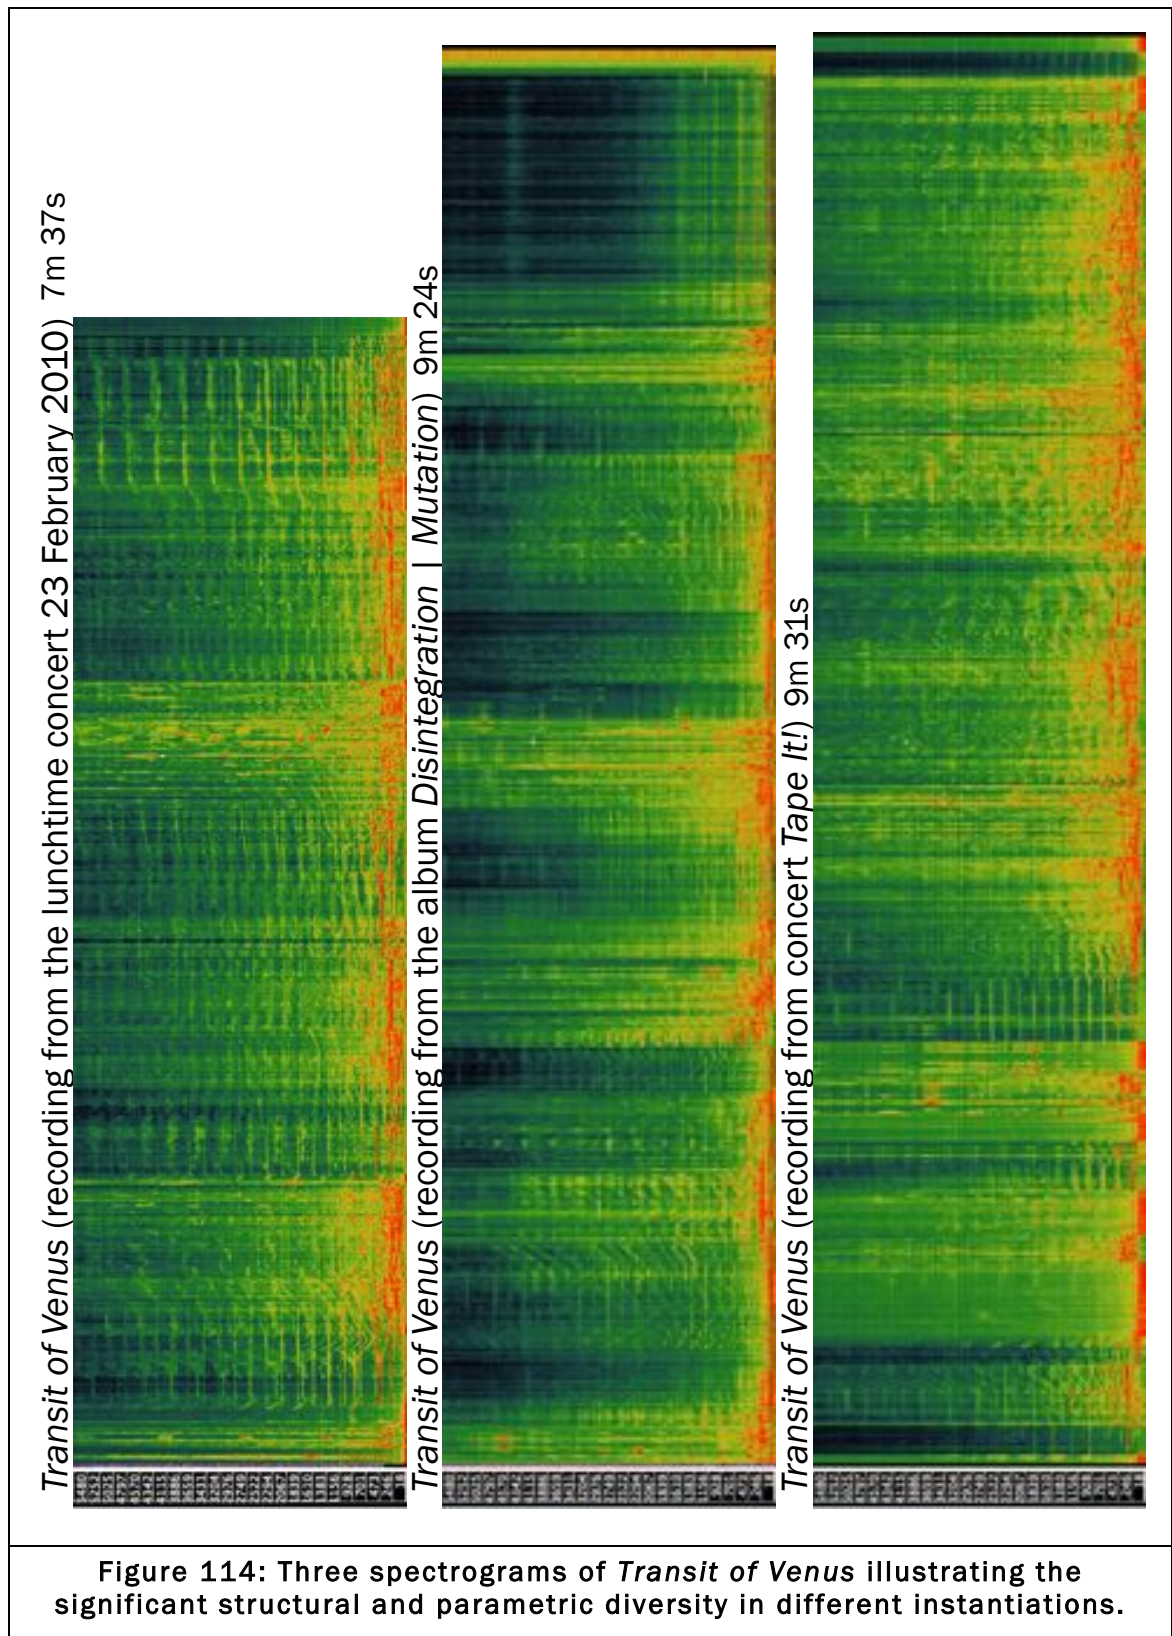 Transit of Venus (recording from the lunchtime concert 23 February 2010) 7m 37s
Transit of Venus (recording from the album Disintegration | Mutation) 9m 24s
Transit of Venus (recording from concert Tape It!) 9m 31s
Figure 114: Three spectrograms of Transit of Venus illustrating the
significant structural and parametric diversity in different instantiations.